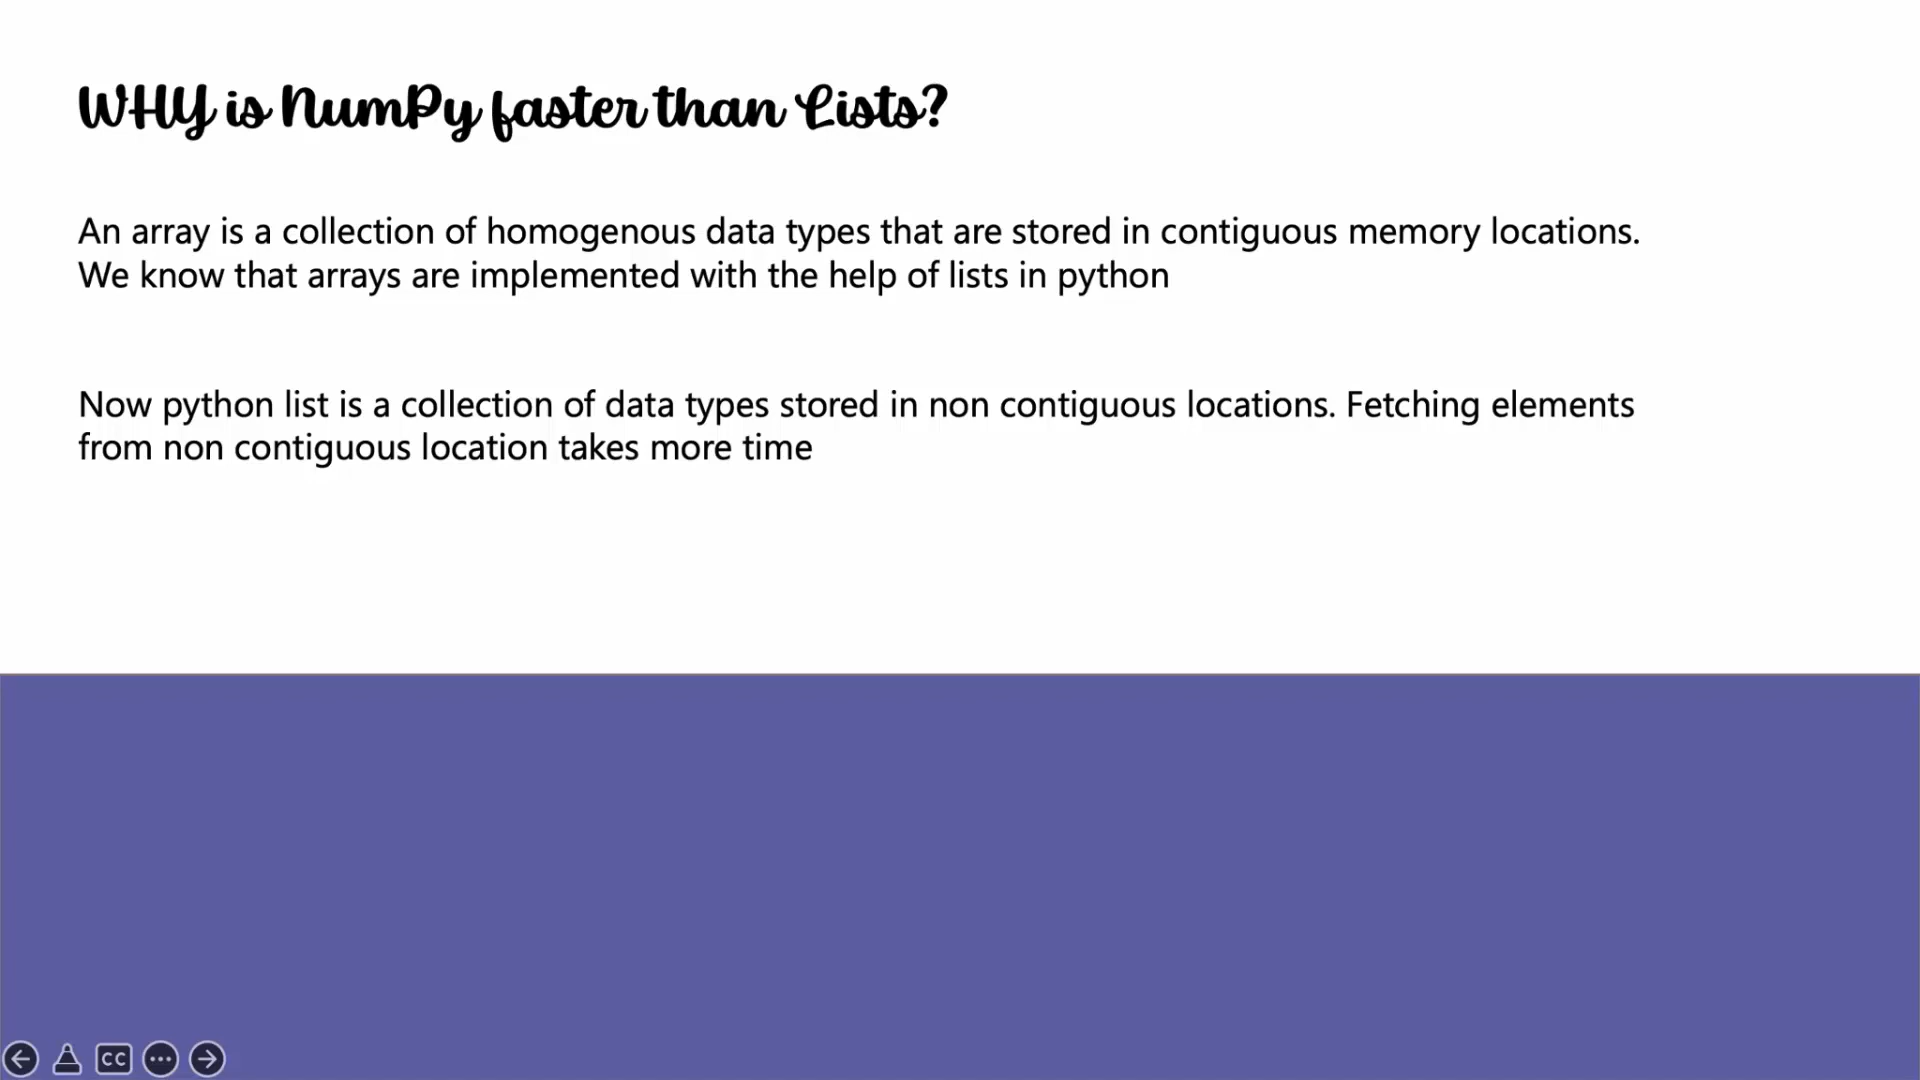 WHY is NumPy faster than Lists?
An array is a collection of homogenous data types that are stored in contiguous memory locations.
We know that arrays are implemented with the help of lists in python
Now python list is a collection of data types stored in non contiguous locations. Fetching elements
from non contiguous location takes more time
CC